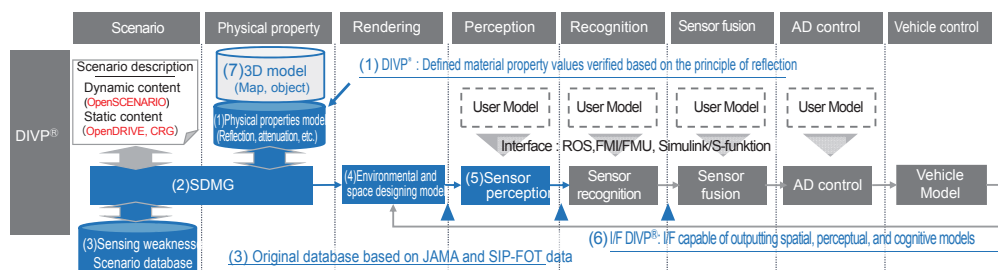 Scenario
Physical property
Rendering
Perception
Recognition
Sensor fusion
AD control
Vehicle control
DIVP®
Scenario description
Dynamic content
(OpenSCENARIO)
Static content
(OpenDRIVE, CRG)
(7)3D model
(Map, object)
(1)Physical properties model
(Reflection, attenuation, etc.)
(1) DIVP® : Defined material property values verified based on the principle of reflection
User Model
User Model
User Model
User Model
Interface : ROS,FMI/FMU, Simulink/S-funktion
(2)SDMG
(4)Environmental and
space designing model
(5)Sensor
perception
Sensor
recognition
Sensor
fusion
AD control
Vehicle
Model
(3)Sensing weakness
Scenario database
(3) Original database based on JAMA and SIP-FOT data
(6) I/F DIVP®: I/F capable of outputting spatial, perceptual, and cognitive models